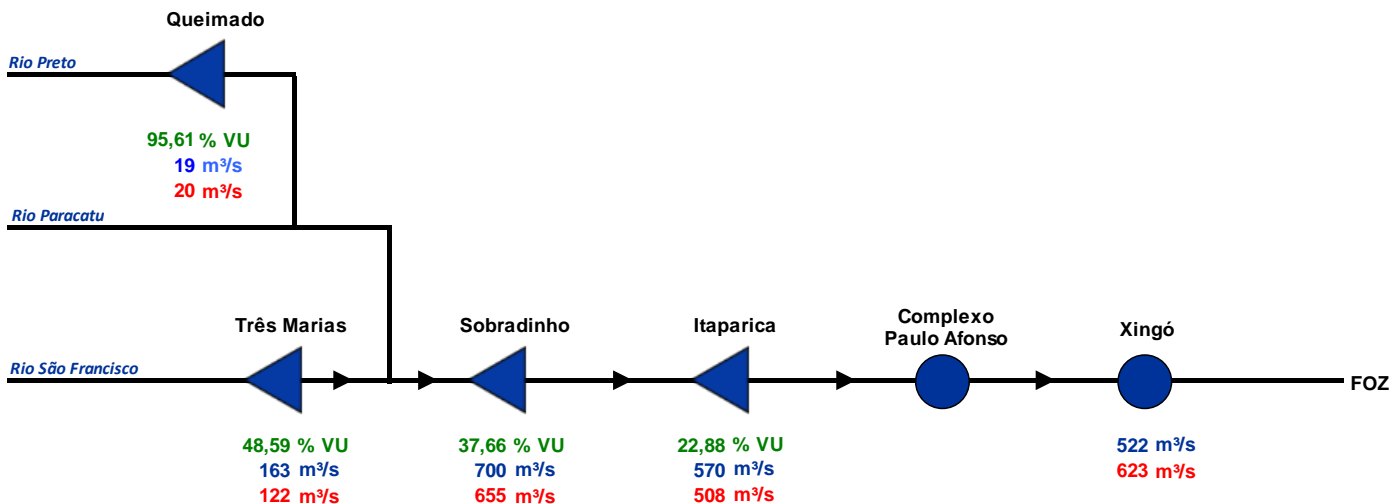 Queimado
Rio Preto
95,61 % VU
19 m³/s
20 m³/s
Rio Paracatu
Três Marias
Sobradinho
Itaparica
Complexo
Paulo Afonso
Xingó
Rio São Francisco
FOZ
48,59 % VU
163 m³/s
122 m³/s
37,66 % VU
700 m³/s
655 m³/s
22,88 % VU
570 m³/s
508 m³/s
522 m³/s
623 m³/s